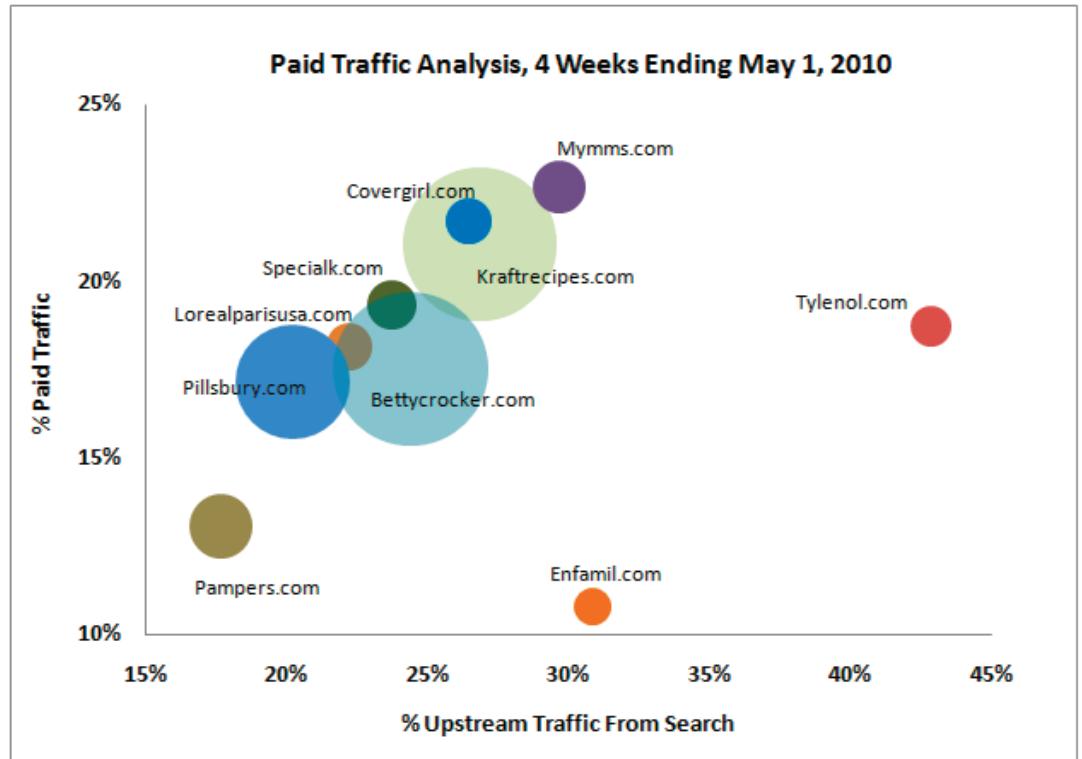 Paid Traffic Analysis, 4 Weeks Ending May 1, 2010
25%
Mymms.com
Covergirl.com
Specialk.com
Kraftrecipes.com
20%
Tylenol.com
Lorealparisusa.com
Pillsbury.com
Bettycrocker.com
% Paid Traffic
15%
Pampers.com
Enfamil.com
10%
15% 20% 25% 30% 35% 40% 45%
% Upstream Traffic From Search